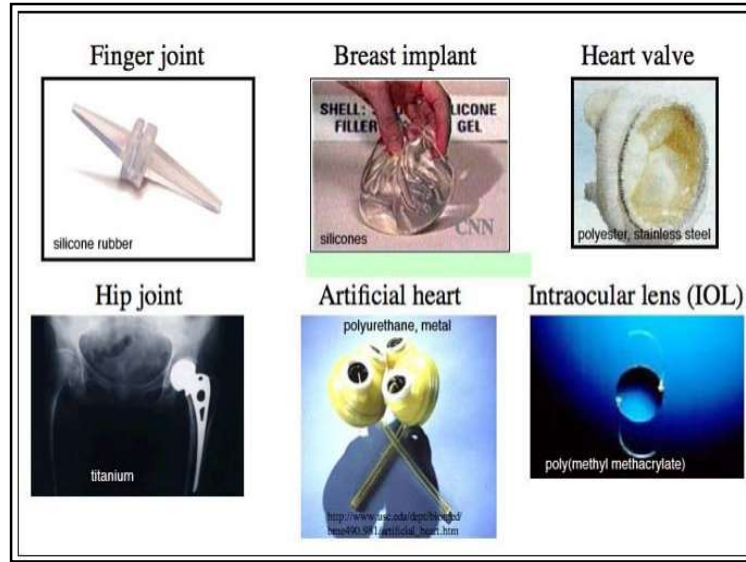 Finger joint
Breast implant
Heart valve
SHELL:
LICONE
FILLER
GEL
CNN
silicone rubber
silicones
polyester, stainless steel
Hip joint
Artificial heart
Intraocular lens (IOL)
polyurethane, metal
titanium
poly(methyl methacrylate)